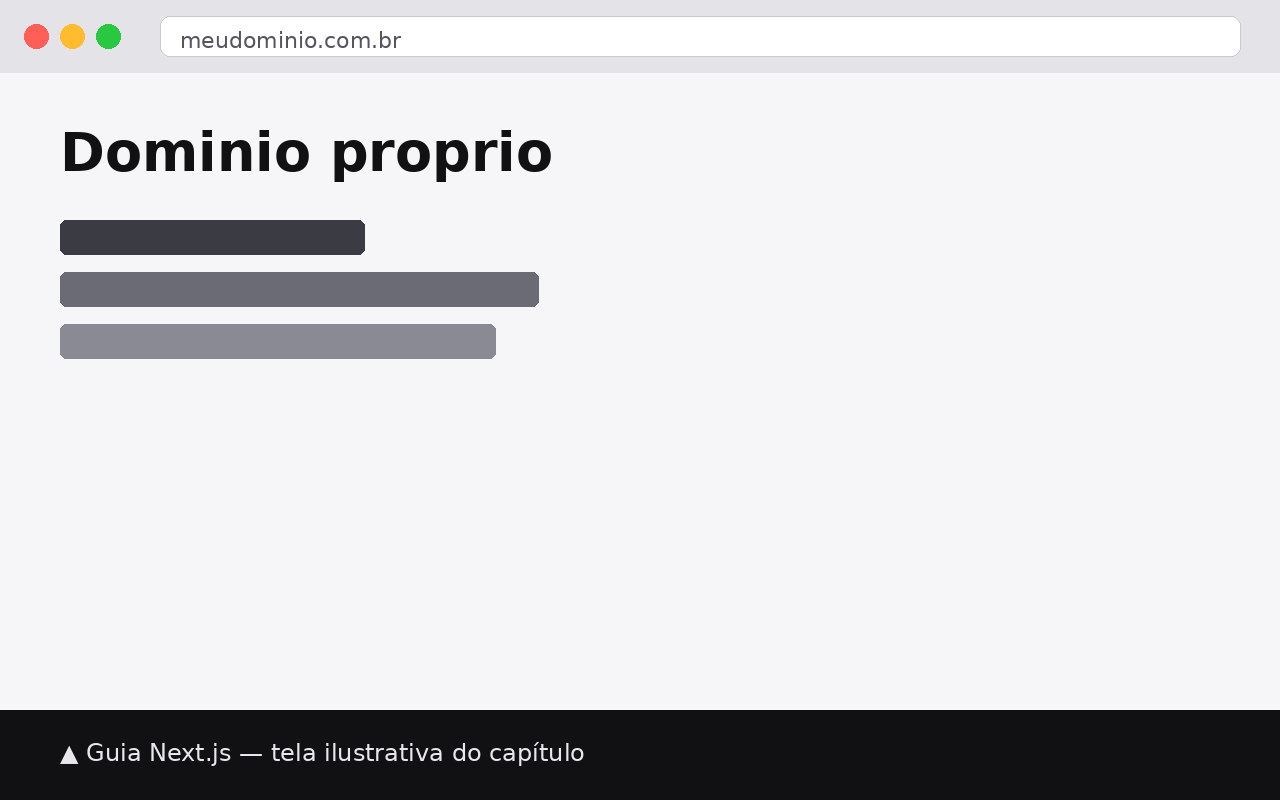 meudominio.com.br
Dominio proprio
▲ Guia Next.js — tela ilustrativa do capítulo